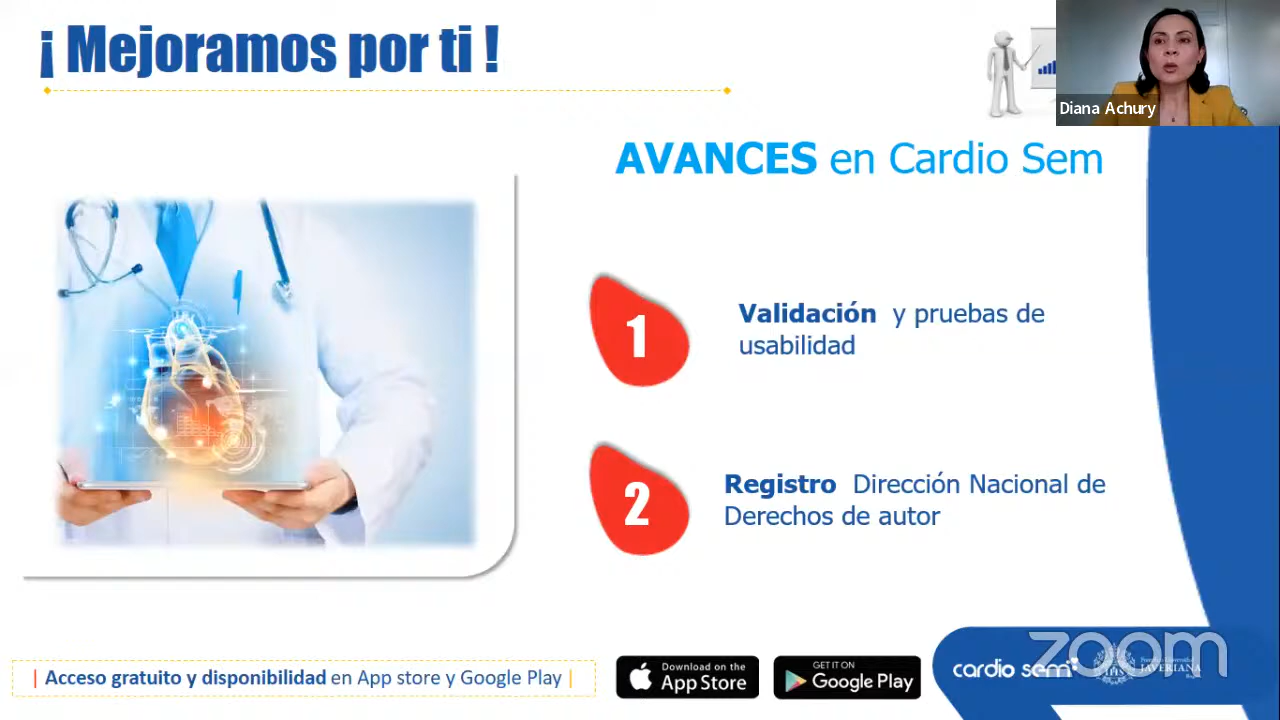 ¡ Mejoramos por ti !
Diana Achury
AVANCES en Cardio Sem
1
Validación y pruebas de
usabilidad
2
Registro Dirección Nacional de
Derechos de autor
| Acceso gratuito y disponibilidad en App store y Google Play |
Download on the
App Store
GET IT ON
Google Play
cardio sem
zoom
JAVERIANA